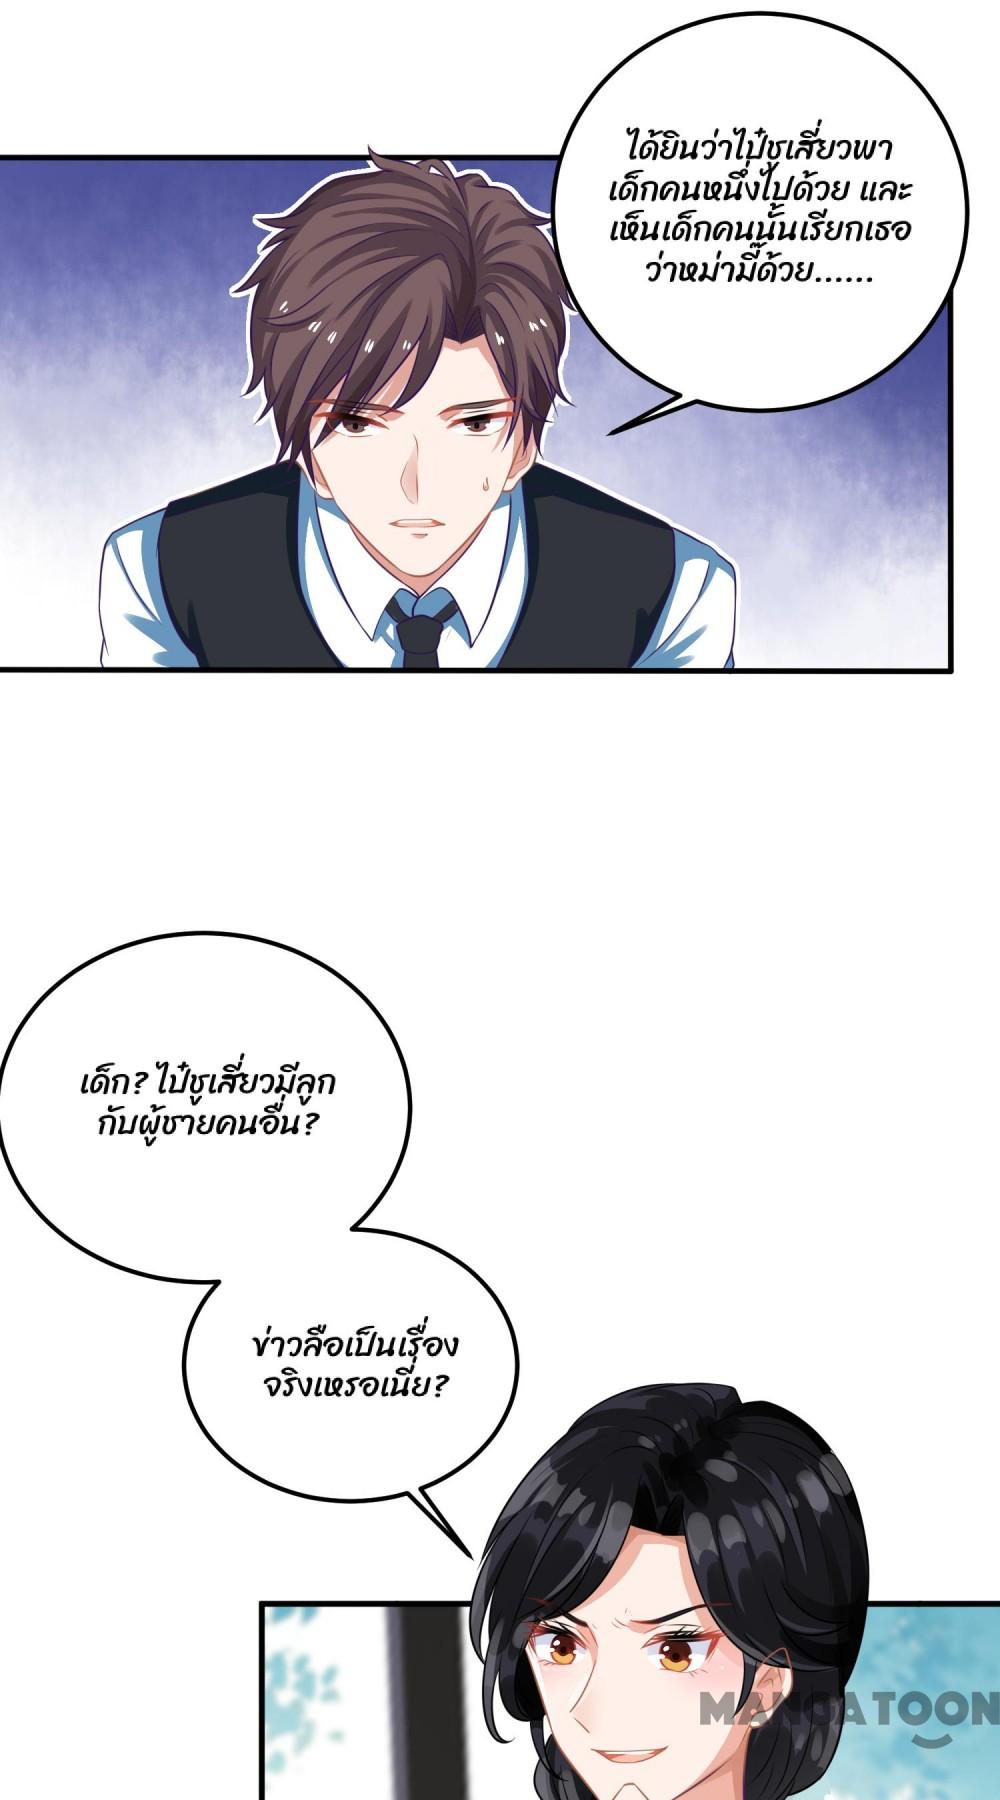 ได้ยินว่าไป๋ชูเสี่ยวพา
เด็กคนหนึ่งไปด้วย และ
เห็นเด็กคนนั้นเรียกเธอ
ว่าหม่ามี๊ด้วย......
เด็ก? ไป๋ชูเสี่ยวมีลูก
กับผู้ชายคนอื่น?
ข่าวลือเป็นเรื่อง
จริงเหรอเนี่ย?
MANGATOON